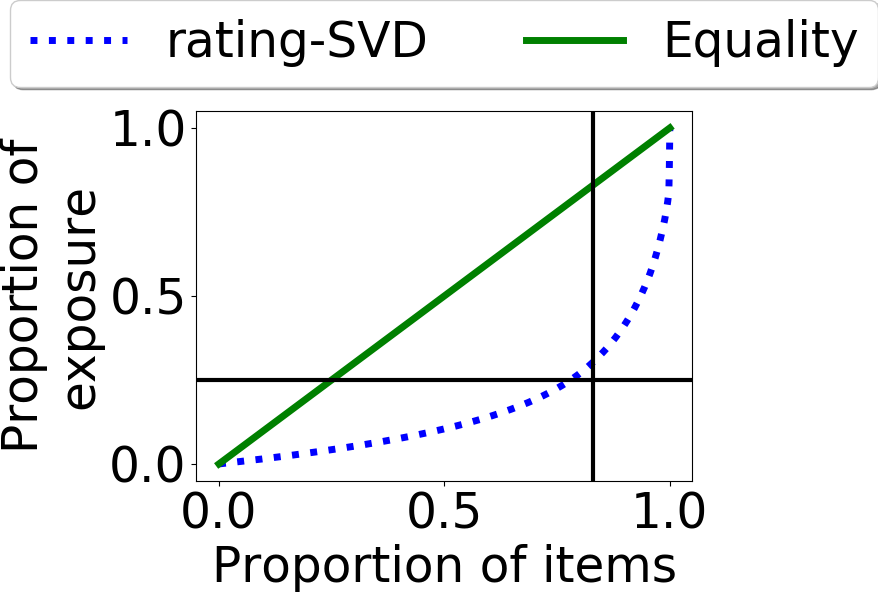 rating-SVD
Equality
Proportion of
exposure
1.0
0.5
0.0
0.0
0.5
1.0
Proportion of items